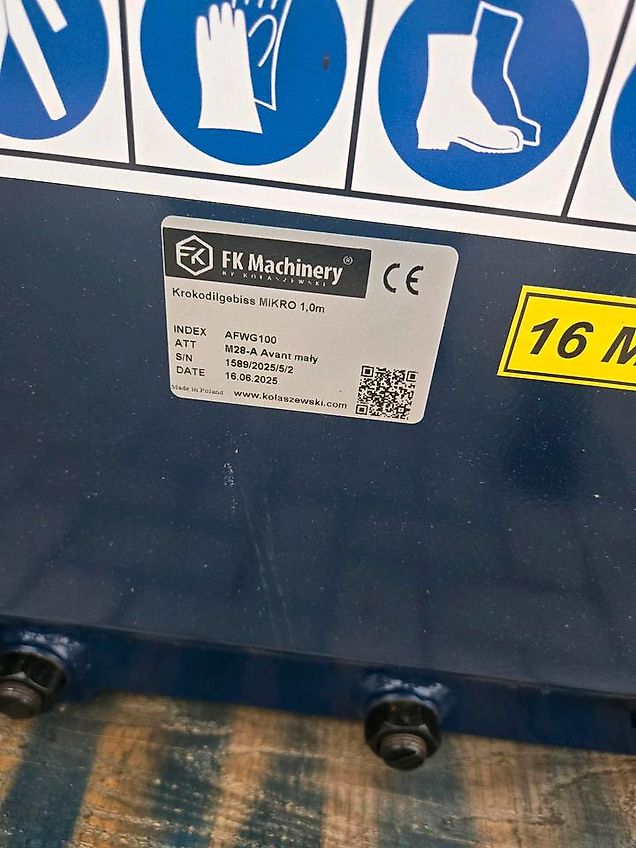 FK Machinery®
BY KOLASZEWSKI
CE
Krokodilgebiss MIKRO 1,0m
INDEX AFWG100
ATT M28-A Avant mały
S/N 1589/2025/5/2
DATE 16.06.2025
Made in Poland www.kolaszewski.com
16 M